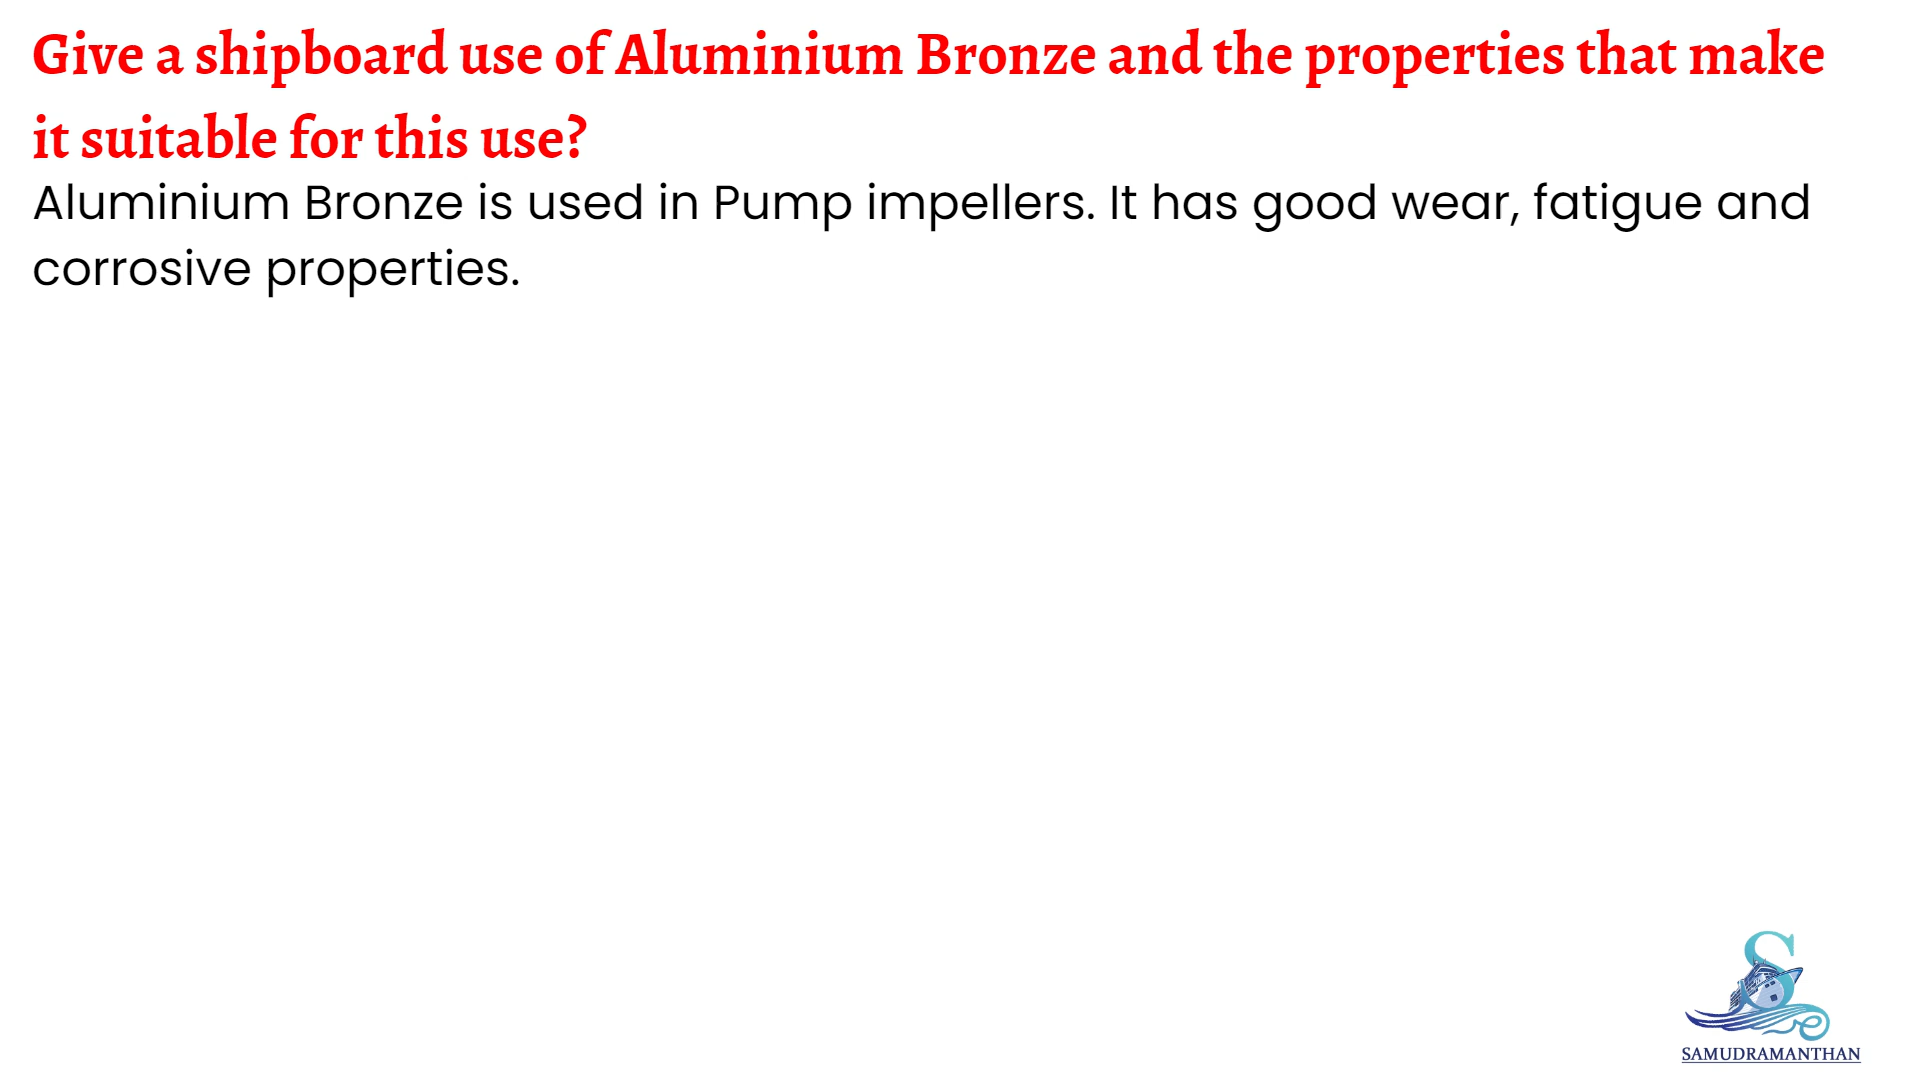 Give a shipboard use of Aluminium Bronze and the properties that make
it suitable for this use?
Aluminium Bronze is used in Pump impellers. It has good wear, fatigue and
corrosive properties.
SAMUDRAMANTHAN